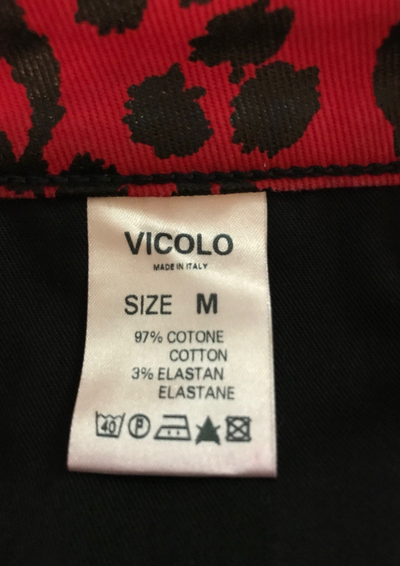 VICOLO
MADE IN ITALY
SIZE M
97% COTONE
COTTON
3% ELASTAN
ELASTANE
40 P